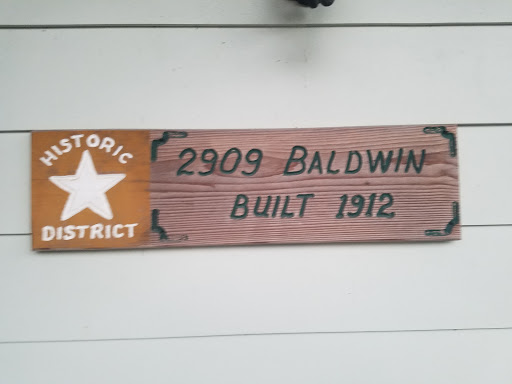 HISTORIC
DISTRICT
2909 BALDWIN
BUILT 1912